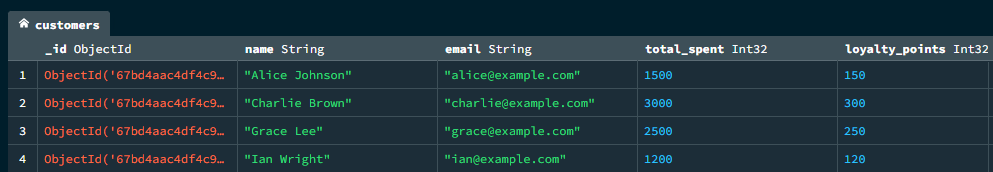 customers
_id ObjectId name String email String total_spent Int32 loyalty_points Int32
1 ObjectId('67bd4aac4df4c9… "Alice Johnson" "alice@example.com" 1500 150
2 ObjectId('67bd4aac4df4c9… "Charlie Brown" "charlie@example.com" 3000 300
3 ObjectId('67bd4aac4df4c9… "Grace Lee" "grace@example.com" 2500 250
4 ObjectId('67bd4aac4df4c9… "Ian Wright" "ian@example.com" 1200 120